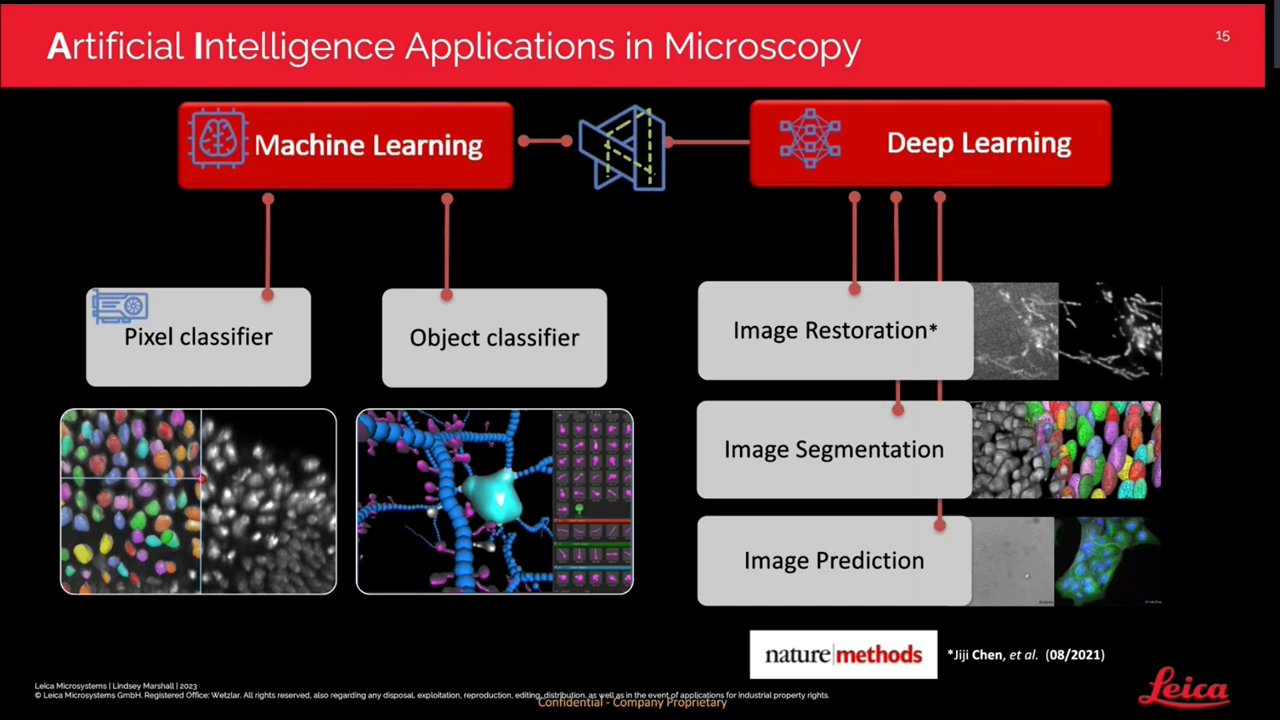 Artificial Intelligence Applications in Microscopy
15
Machine Learning
Deep Learning
Pixel classifier
Object classifier
Image Restoration*
Image Segmentation
Image Prediction
nature|methods
*Jiji Chen, et al. (08/2021)
Leica Microsystems | Lindsey Marshall | 2023
© Leica Microsystems GmbH. Registered Office: Wetzlar. All rights reserved, also regarding any disposal, exploitation, reproduction, editing, distribution, as well as in the event of applications for industrial property rights.
Confidential - Company Proprietary
Leica